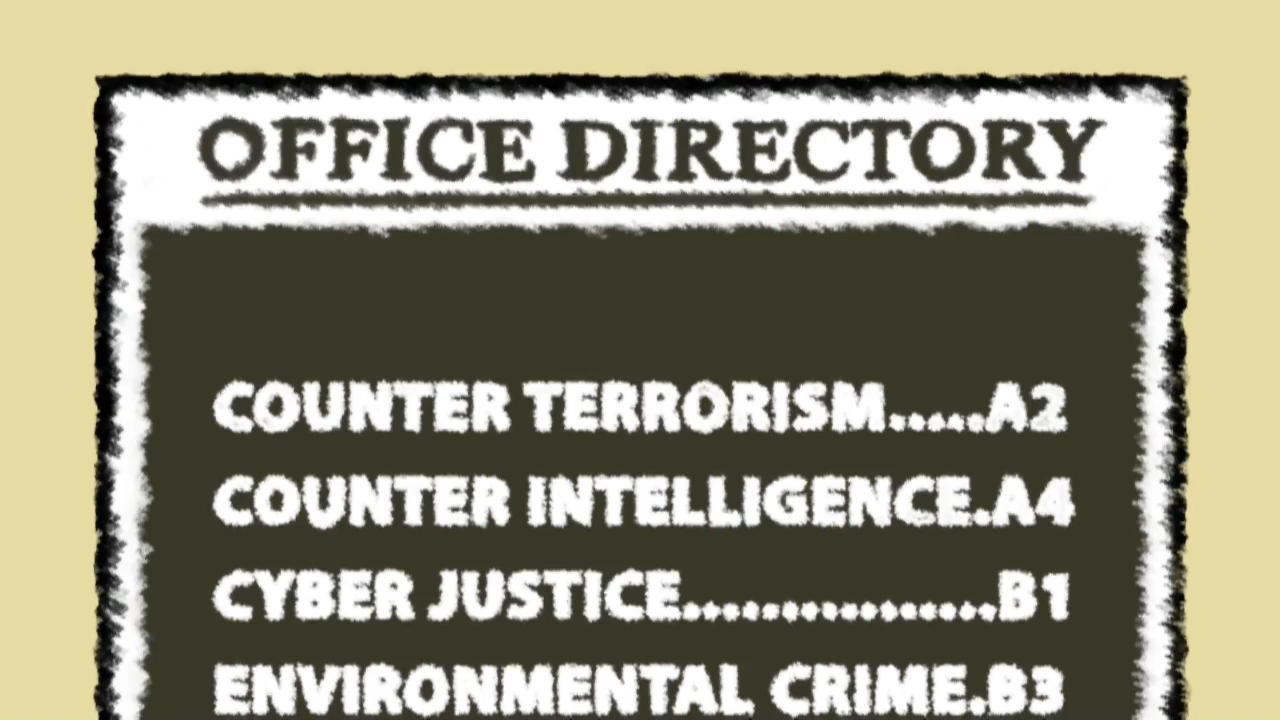 OFFICE DIRECTORY
COUNTER TERRORISM.....A2
COUNTER INTELLIGENCE.A4
CYBER JUSTICE.................B1
ENVIRONMENTAL CRIME.B3